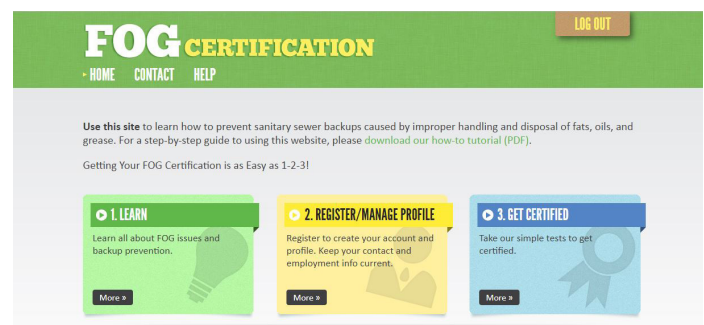 LOG OUT
FOG CERTIFICATION
HOME CONTACT HELP
Use this site to learn how to prevent sanitary sewer backups caused by improper handling and disposal of fats, oils, and
grease. For a step-by-step guide to using this website, please download our how-to tutorial (PDF).
Getting Your FOG Certification is as Easy as 1-2-3!
1. LEARN
Learn all about FOG issues and
backup prevention.
More »
2. REGISTER/MANAGE PROFILE
Register to create your account and
profile. Keep your contact and
employment info current.
More »
3. GET CERTIFIED
Take our simple tests to get
certified.
More »